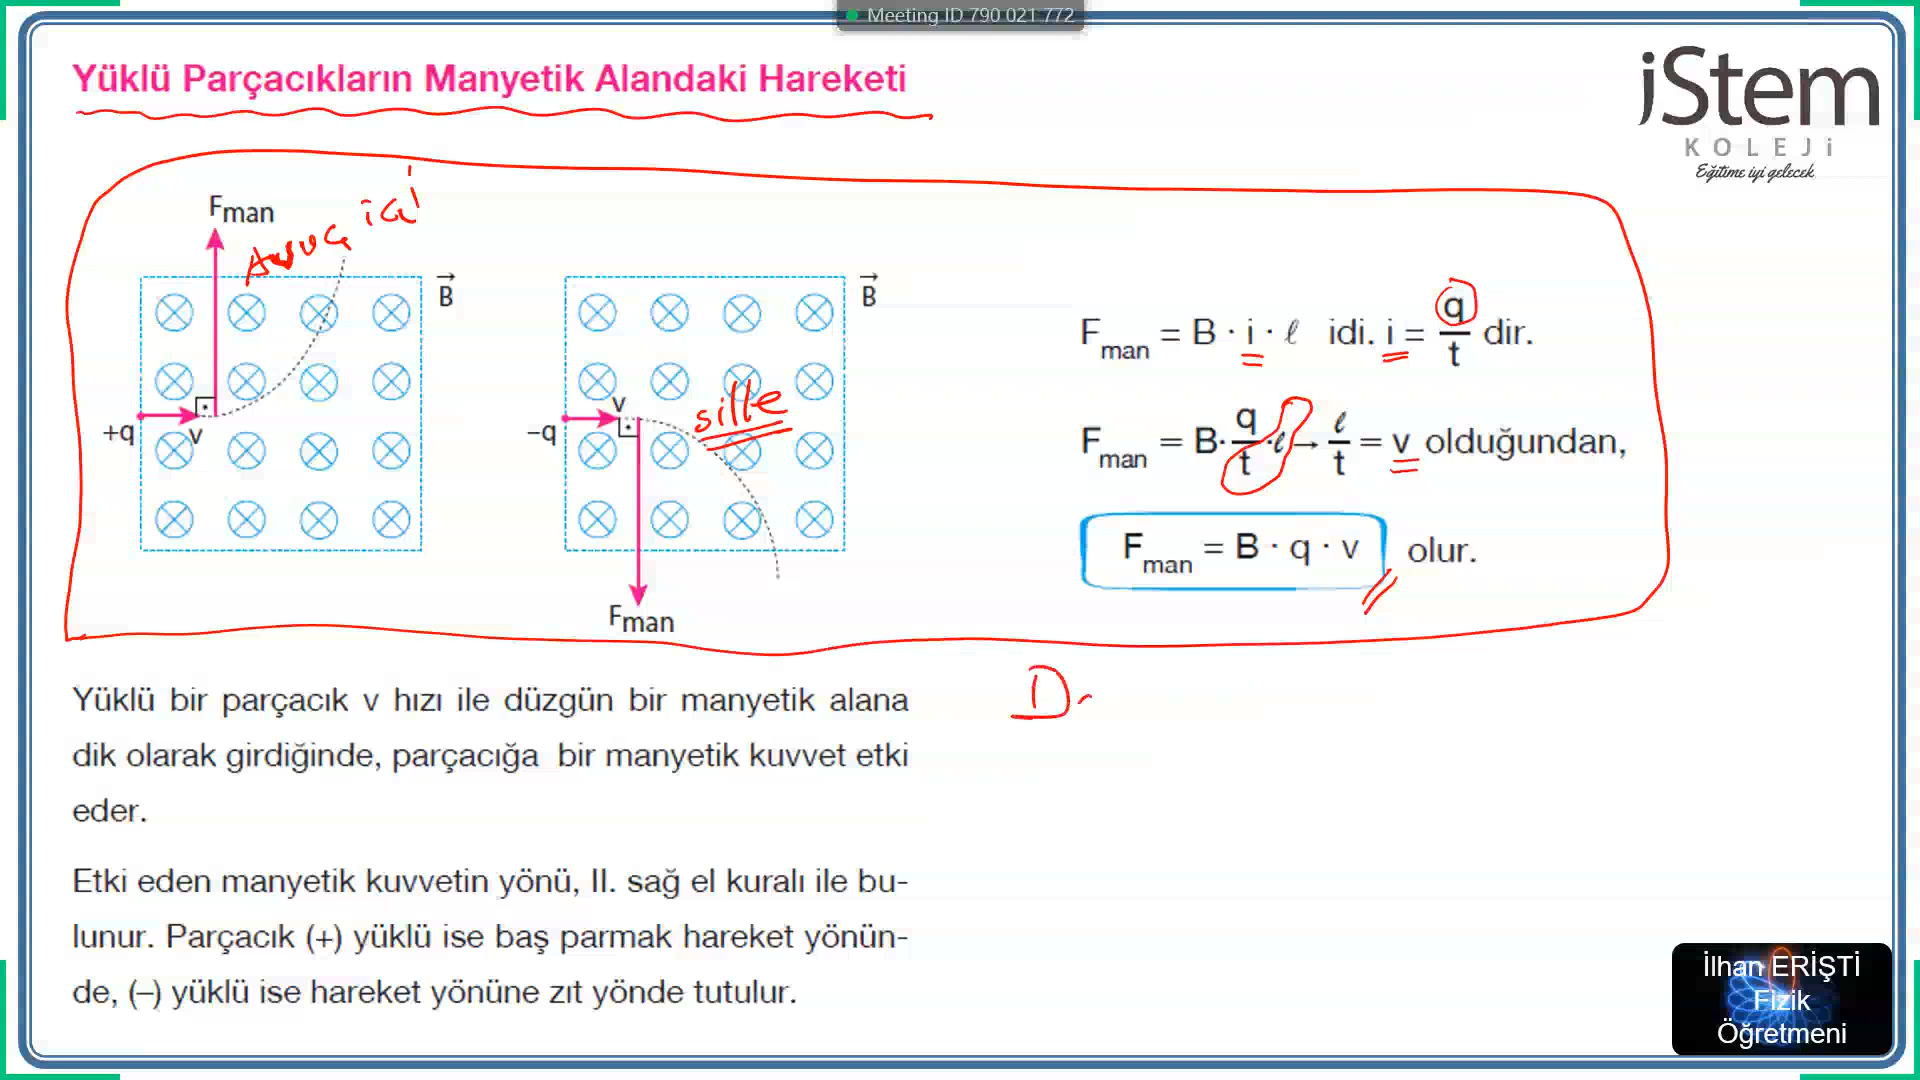 Meeting ID 790 021 772
Yüklü Parçacıkların Manyetik Alandaki Hareketi
iStem
KOLEJi
Eğitime iyi gelecek
Fman
Avuç içi
B
+q
v
B
v
sille
-q
Fman
Fman = B · i · ℓ idi. i = q/t dir.
Fman = B · q/t · ℓ → ℓ/t = v olduğundan,
Fman = B · q · v olur.
D
Yüklü bir parçacık v hızı ile düzgün bir manyetik alana
dik olarak girdiğinde, parçacığa bir manyetik kuvvet etki
eder.
Etki eden manyetik kuvvetin yönü, II. sağ el kuralı ile bu-
lunur. Parçacık (+) yüklü ise baş parmak hareket yönün-
de, (–) yüklü ise hareket yönüne zıt yönde tutulur.
İlhan ERİŞTİ
Fizik
Öğretmeni